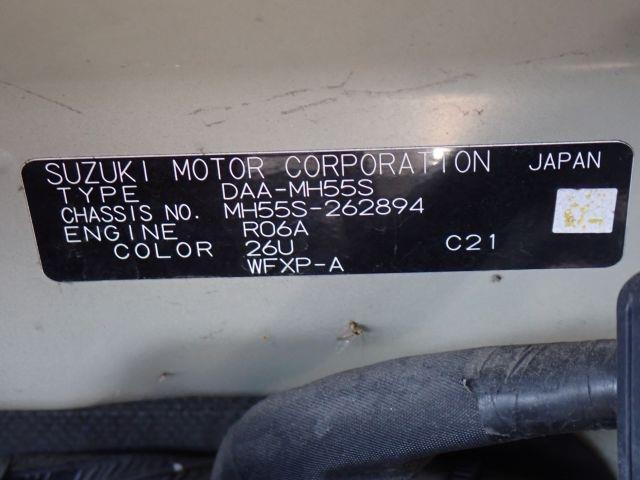 SUZUKI MOTOR CORPORATION JAPAN
TYPE DAA-MH55S
CHASSIS NO. MH55S-262894
ENGINE R06A
COLOR 26U C21
WFXP-A